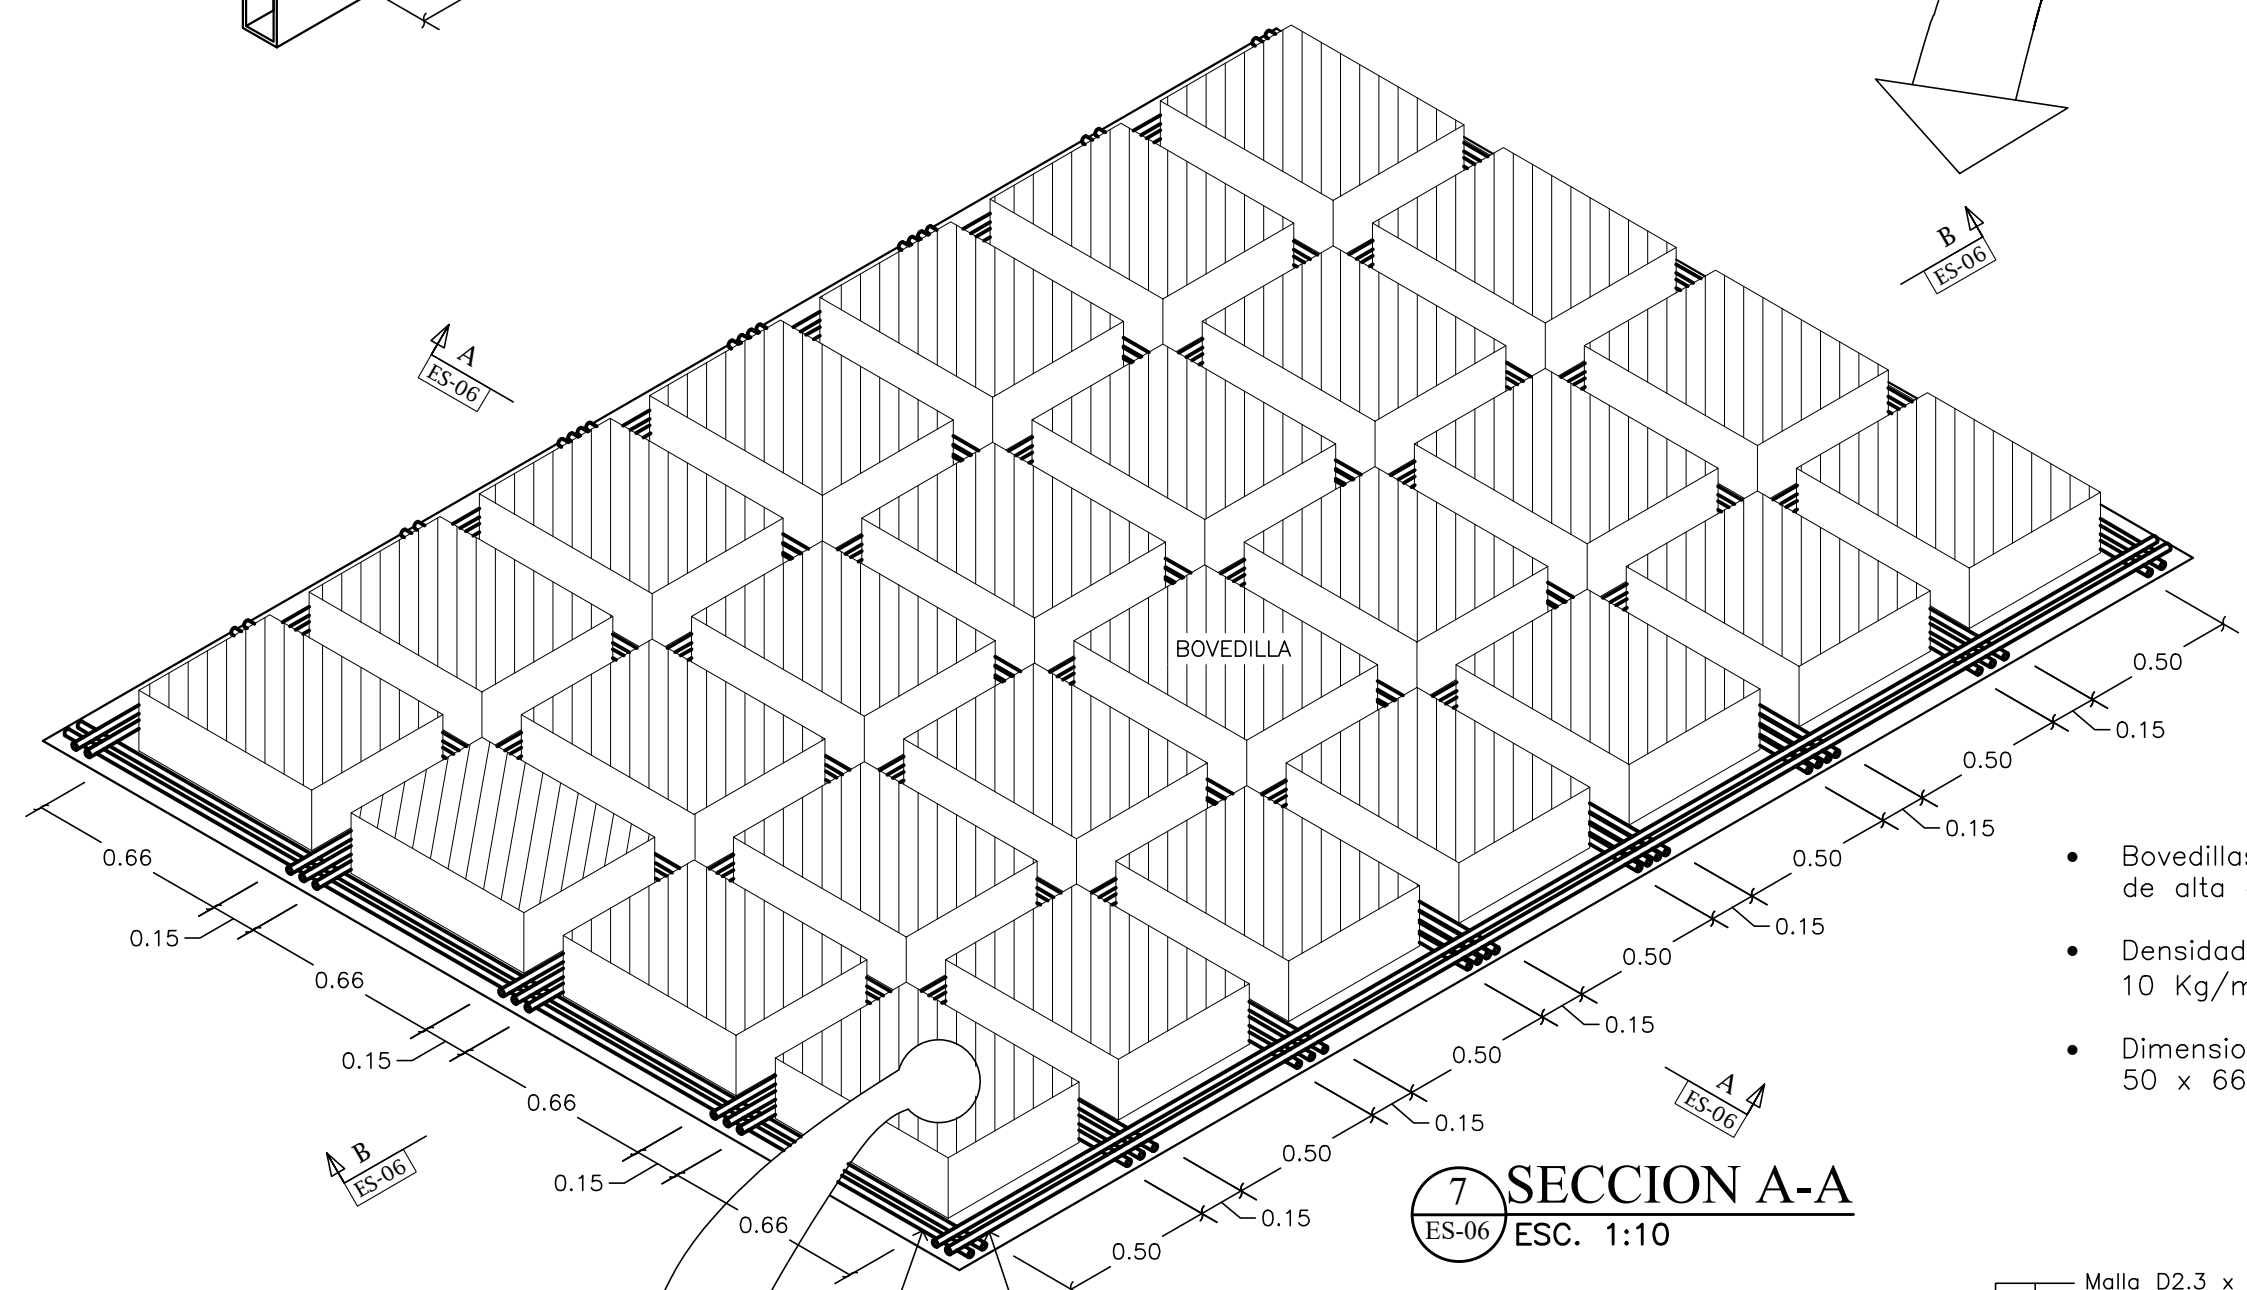 B
ES-06
A
ES-06
BOVEDILLA
0.50
0.15
0.50
0.15
0.50
0.15
0.50
0.15
0.50
0.15
0.50
0.15
0.50
0.66
0.15
0.66
0.15
0.66
0.15
0.66
B
ES-06
A
ES-06
7
ES-06
SECCION A-A
ESC. 1:10
• Bovedillas
de alta
• Densidad
10 Kg/m
• Dimensio
50 x 66
Malla D2.3 x